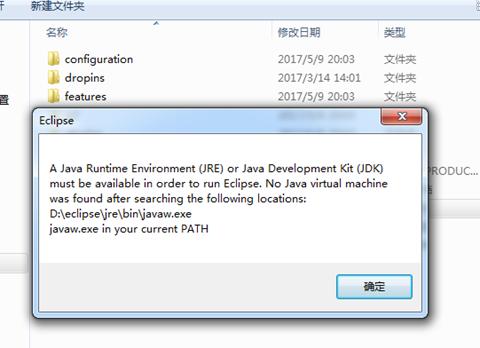 新建文件夹
名称
修改日期
类型
configuration
2017/5/9 20:03
文件夹
dropins
2017/3/14 14:01
文件夹
features
2017/5/9 20:03
文件夹
置
Eclipse
A Java Runtime Environment (JRE) or Java Development Kit (JDK)
must be available in order to run Eclipse. No Java virtual machine
was found after searching the following locations:
D:\eclipse\jre\bin\javaw.exe
javaw.exe in your current PATH
PRODUC...
确定